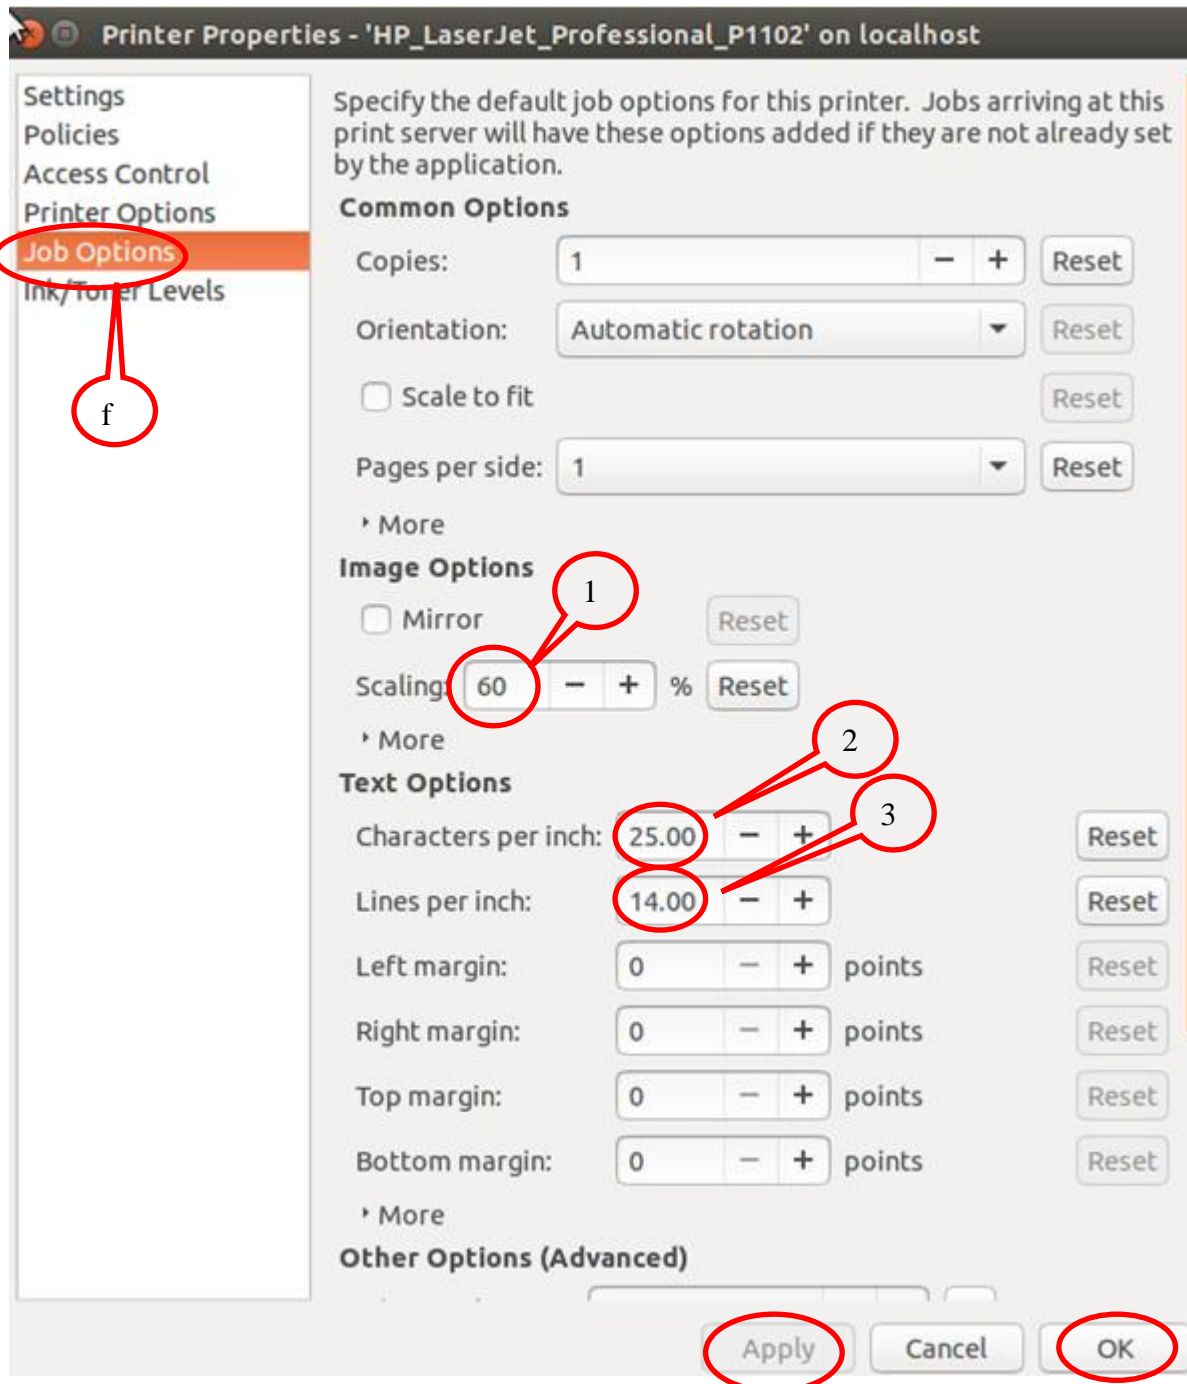 Printer Properties - 'HP_LaserJet_Professional_P1102' on localhost
Settings
Policies
Access Control
Printer Options
Job Options
Ink/Toner Levels
f
Specify the default job options for this printer. Jobs arriving at this
print server will have these options added if they are not already set
by the application.
Common Options
Copies: 1 − + Reset
Orientation: Automatic rotation Reset
Scale to fit Reset
Pages per side: 1 Reset
More
Image Options
1
Mirror Reset
Scaling: 60 − + % Reset
More
2
Text Options
3
Characters per inch: 25.00 − + Reset
Lines per inch: 14.00 − + Reset
Left margin: 0 − + points Reset
Right margin: 0 − + points Reset
Top margin: 0 − + points Reset
Bottom margin: 0 − + points Reset
More
Other Options (Advanced)
Apply Cancel OK